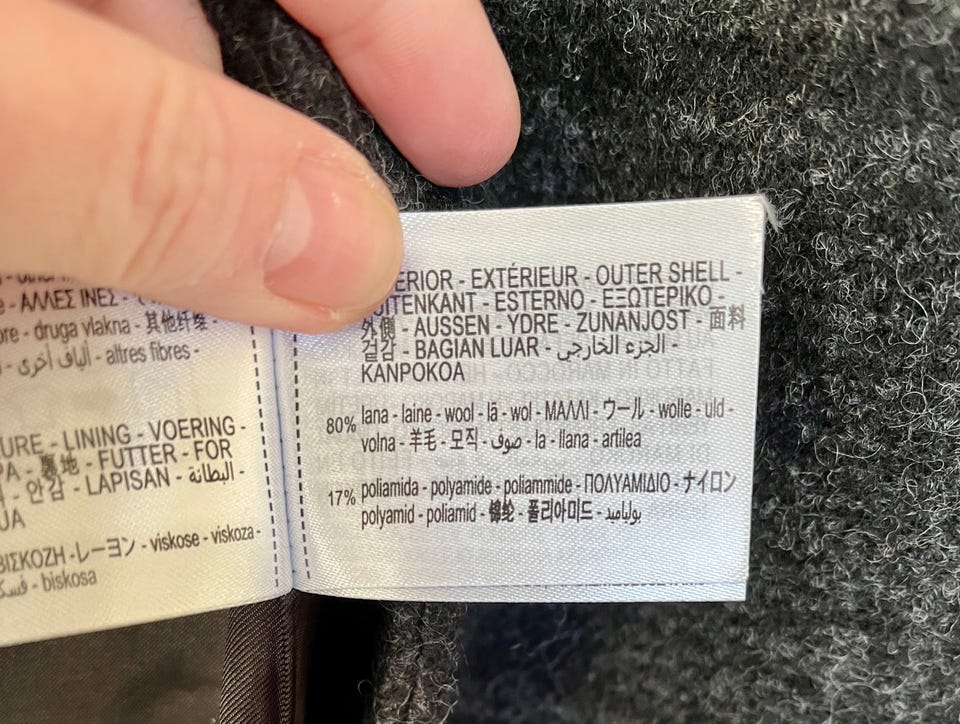 ΆΛΛΕΣ ΊΝΕΣ -
druga vlakna - 其他纤维 -
ألياف أخرى - altres fibres -
LINING - VOERING -
裏地 - FUTTER - FOR
안감 - LAPISAN - البطانة -
ΒΙΣΚΟΖΗ - レーヨン - viskose - viskoza -
biskosa
EXTÉRIEUR - OUTER SHELL -
ESTERNO - ΕΞΩΤΕΡΙΚΟ -
外側 - AUSSEN - YDRE - ZUNANJOST - 面料
겉감 - BAGIAN LUAR - الجزء الخارجي -
KANPOKOA
80% lana - laine - wool - lã - wol - ΜΑΛΛΙ - ウール - wolle - uld -
volna - 羊毛 - 모직 - صوف - la - llana - artilea
17% poliamida - polyamide - poliammide - ΠΟΛΥΑΜΙΔΙΟ - ナイロン
polyamid - poliamid - 锦纶 - 폴리아미드 - بولياميد